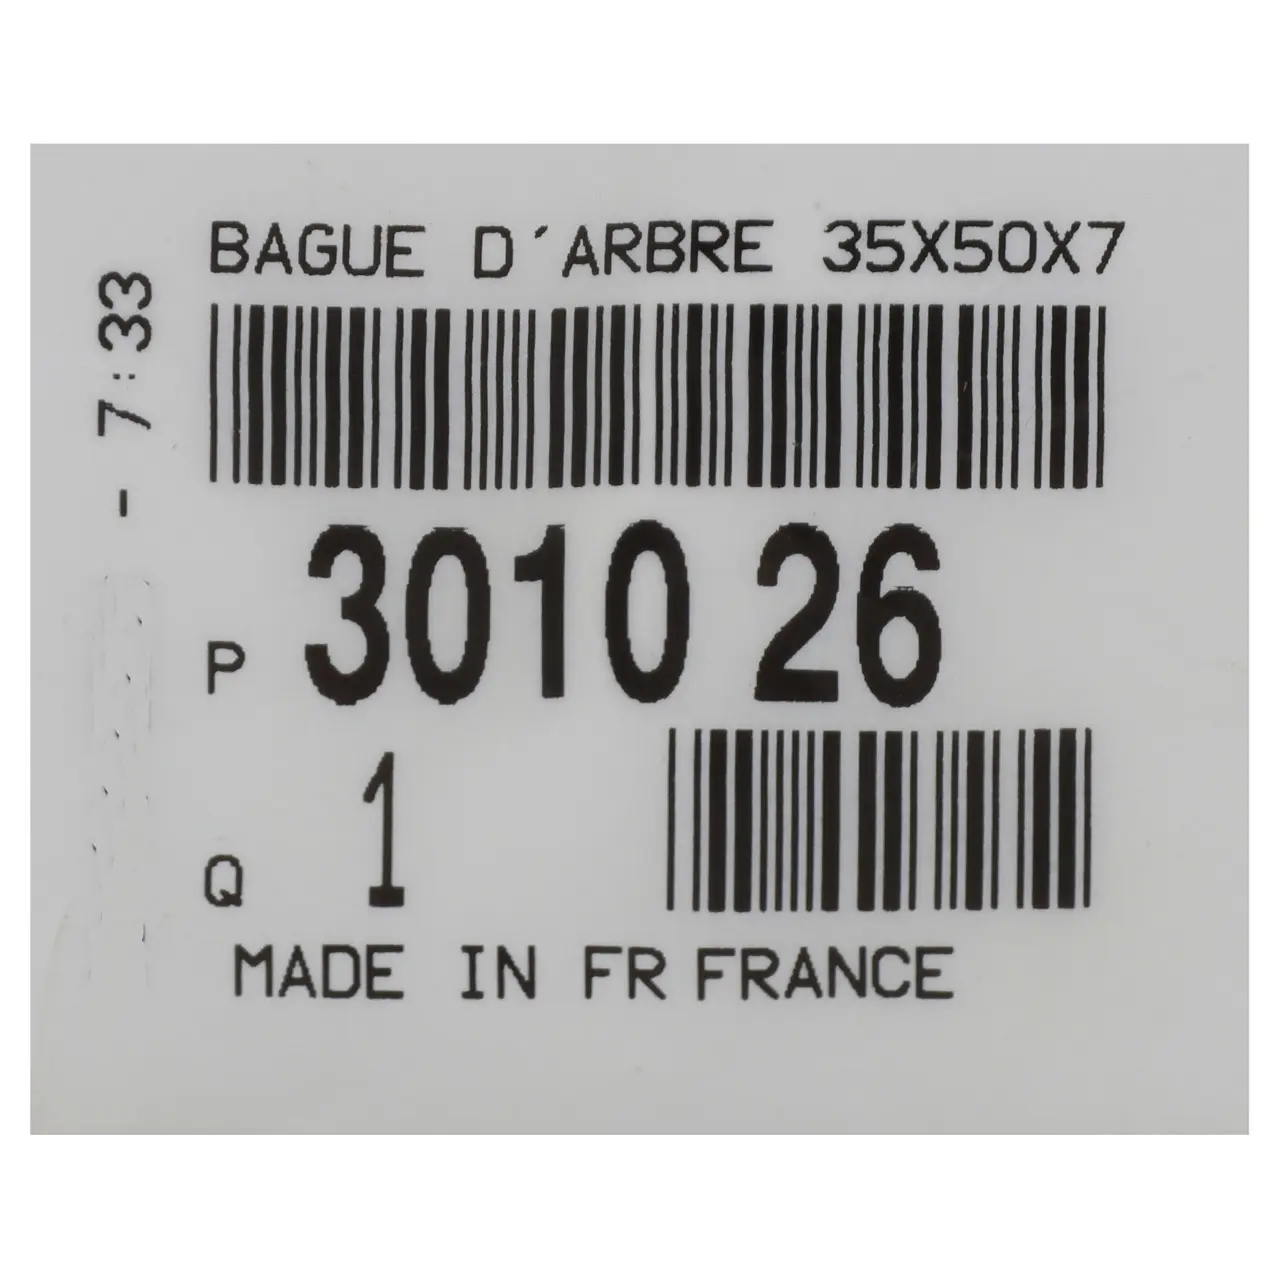 BAGUE D´ARBRE 35X50X7
- 7:33
P 3010 26
Q 1
MADE IN FR FRANCE